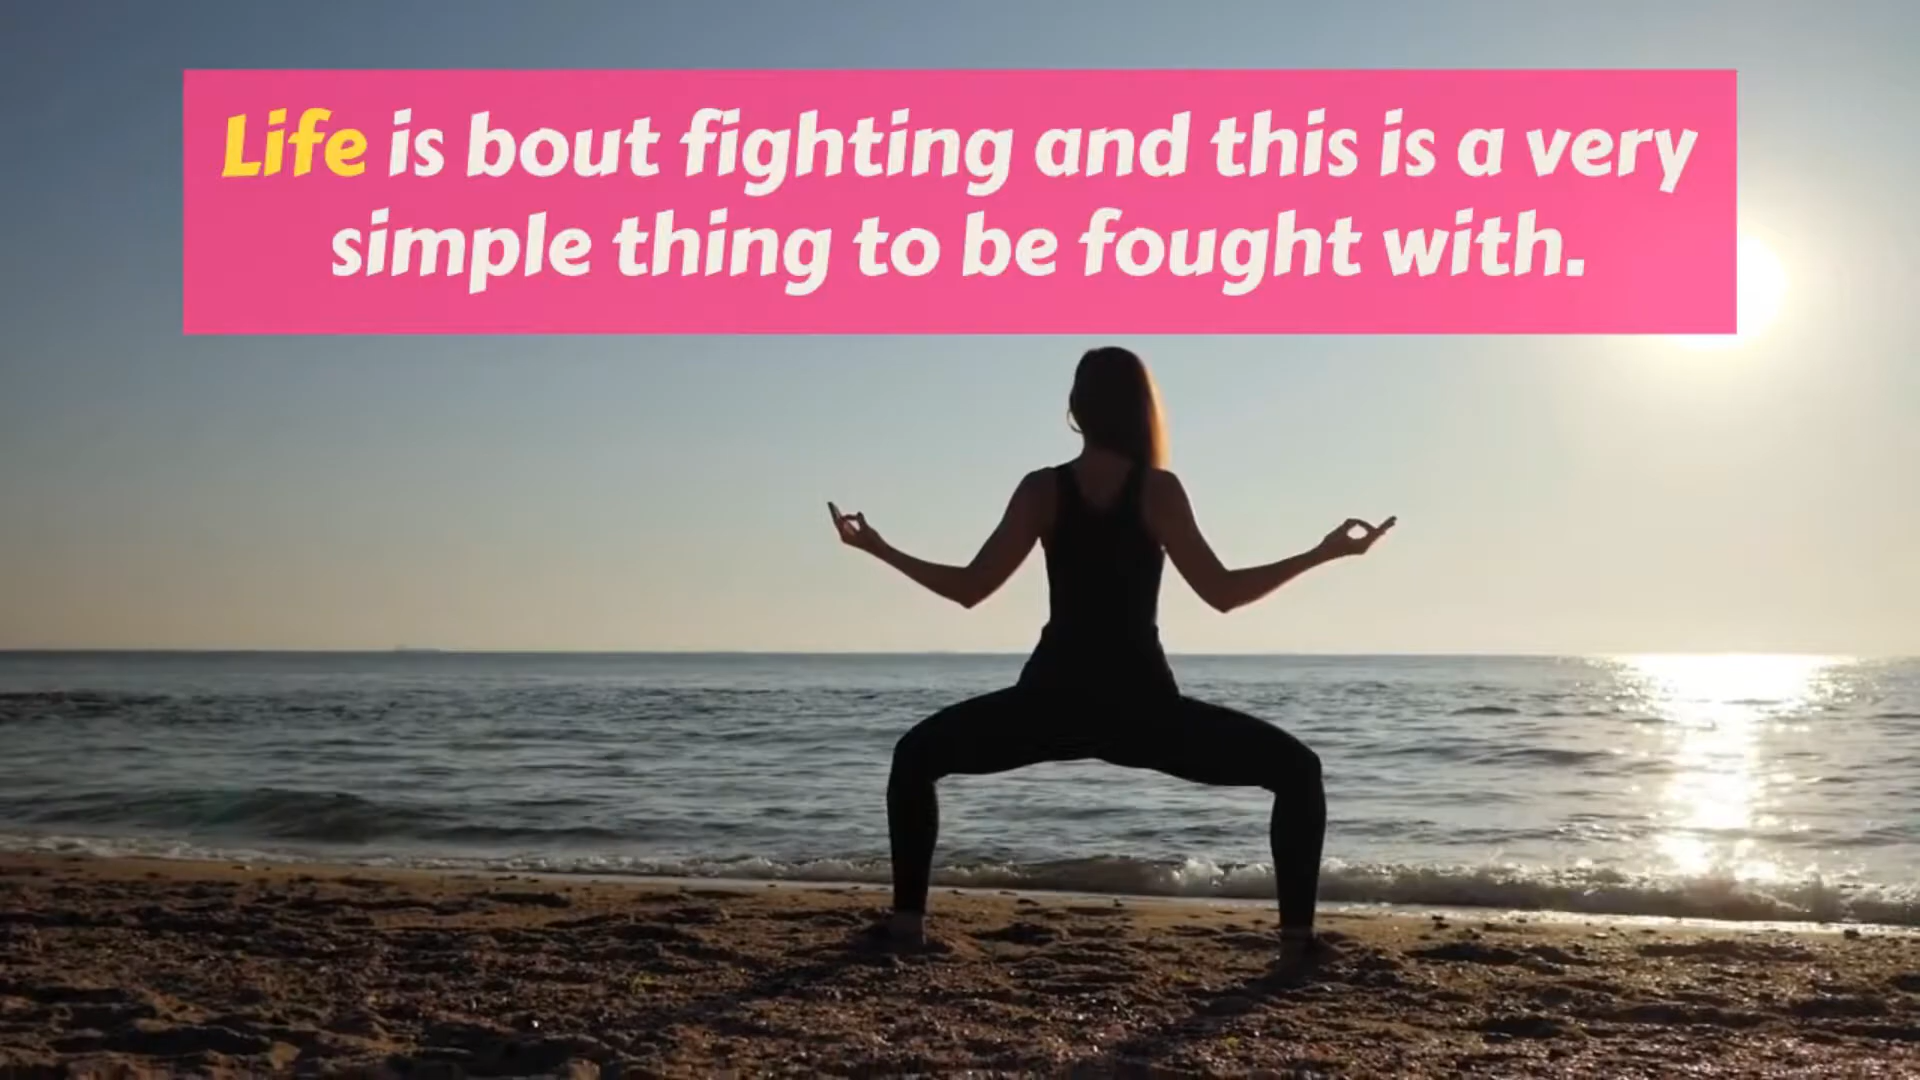 Life is bout fighting and this is a very
simple thing to be fought with.